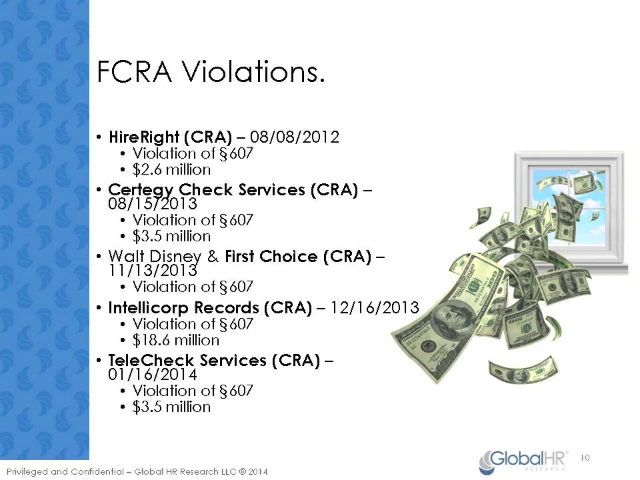 FCRA Violations.
• HireRight (CRA) – 08/08/2012
• Violation of §607
• $2.6 million
• Certegy Check Services (CRA) –
08/15/2013
• Violation of §607
• $3.5 million
• Walt Disney & First Choice (CRA) –
11/13/2013
• Violation of §607
• Intellicorp Records (CRA) – 12/16/2013
• Violation of §607
• $18.6 million
• TeleCheck Services (CRA) –
01/16/2014
• Violation of §607
• $3.5 million
GlobalHR
RESEARCH
10
Privileged and Confidential – Global HR Research LLC © 2014